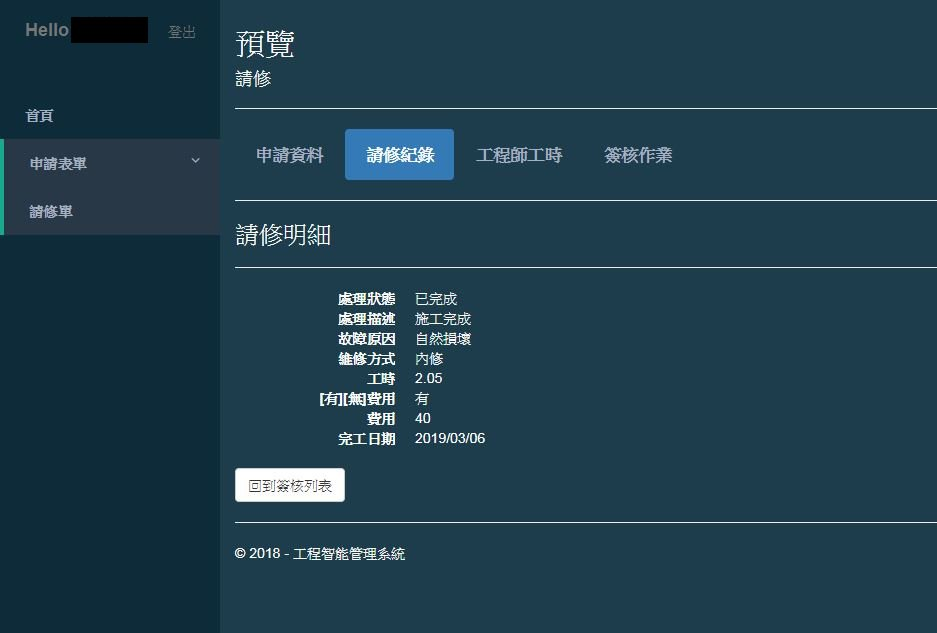 Hello 登出
首頁
申請表單
請修單
預覽
請修
申請資料 請修紀錄 工程師工時 簽核作業
請修明細
處理狀態 已完成
處理描述 施工完成
故障原因 自然損壞
維修方式 內修
工時 2.05
[有][無]費用 有
費用 40
完工日期 2019/03/06
回到簽核列表
© 2018 - 工程智能管理系統